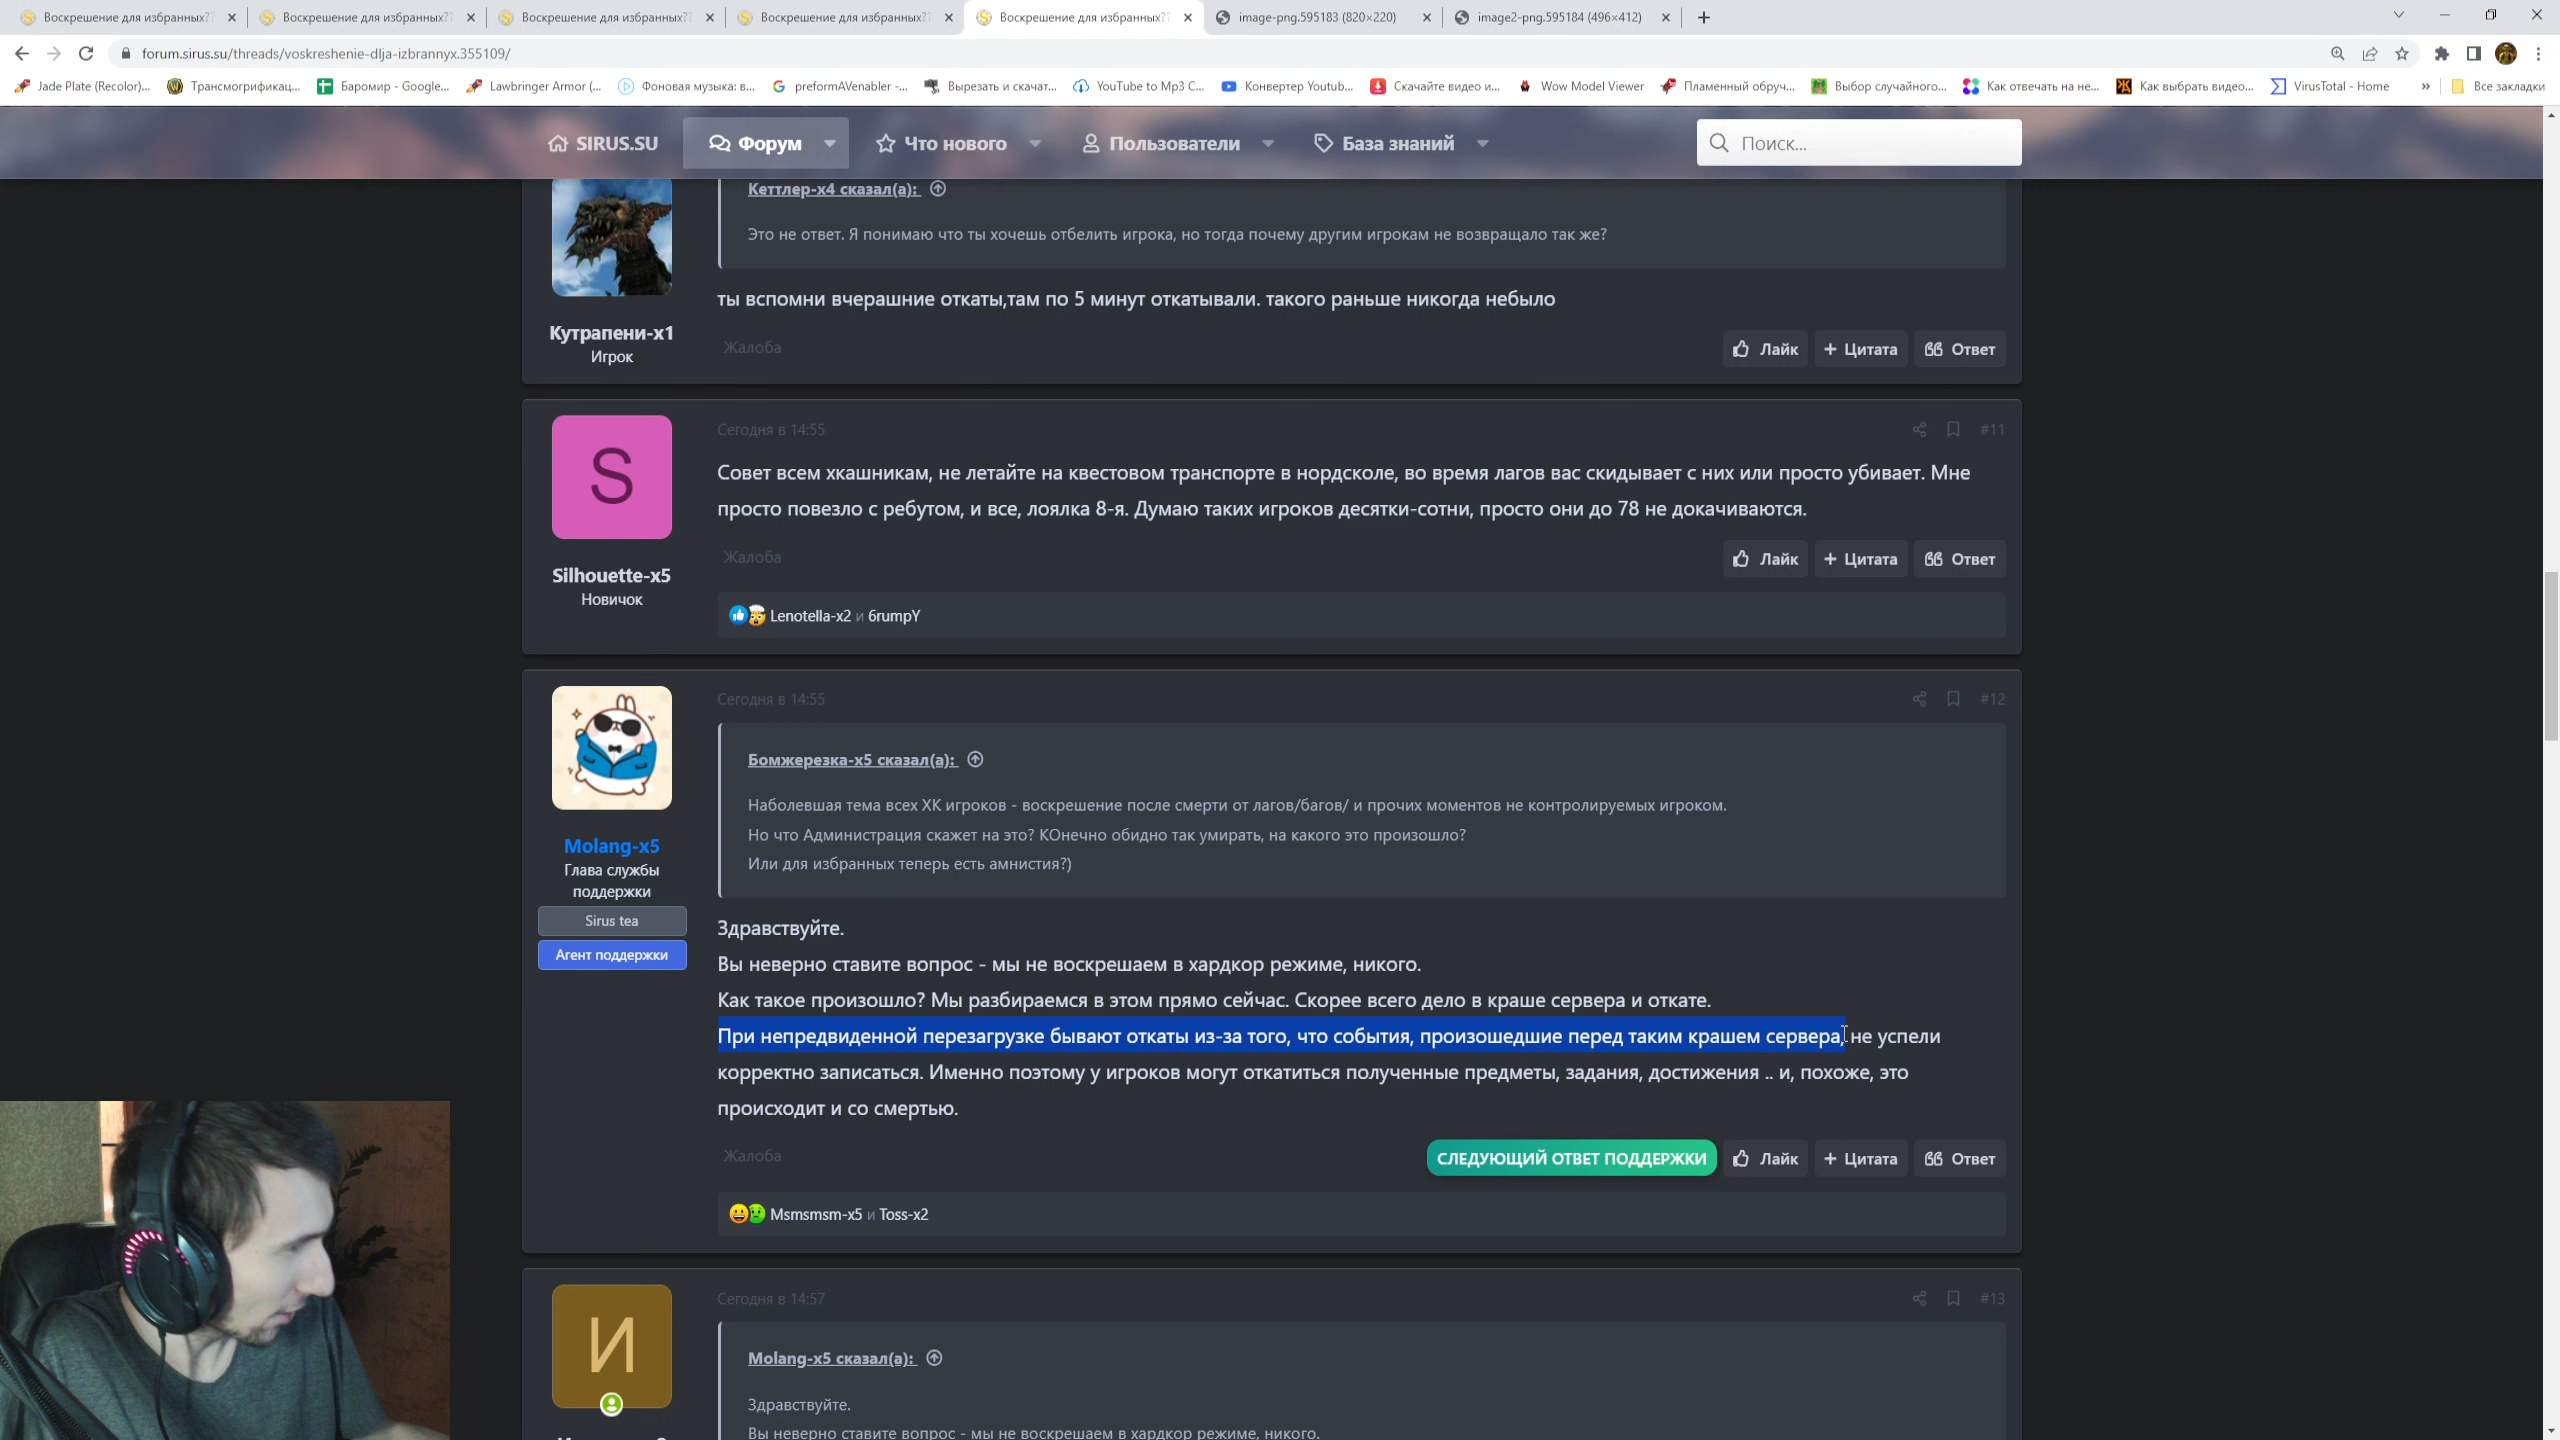 Воскрешение для избранных??
Воскрешение для избранных??
Воскрешение для избранных??
Воскрешение для избранных??
Воскрешение для избранных??
image-png.595183 (820×220)
image2-png.595184 (496×412)
forum.sirus.su/threads/voskreshenie-dlja-izbrannyx.355109/
Jade Plate (Recolor)...
Трансмогрификац...
Баромир - Google...
Lawbringer Armor (...
Фоновая музыка: в...
preformAVenabler -...
Вырезать и скачат...
YouTube to Mp3 C...
Конвертер Youtub...
Скачайте видео и...
Wow Model Viewer
Пламенный обруч...
Выбор случайного...
Как отвечать на не...
Как выбрать видео...
VirusTotal - Home
»
Все закладки
SIRUS.SU
Форум
Что нового
Пользователи
База знаний
Поиск...
Кеттлер-x4 сказал(а):
Это не ответ. Я понимаю что ты хочешь отбелить игрока, но тогда почему другим игрокам не возвращало так же?
ты вспомни вчерашние откаты,там по 5 минут откатывали. такого раньше никогда небыло
Кутрапени-x1
Игрок
Жалоба
Лайк
+ Цитата
Ответ
S
Silhouette-x5
Новичок
Сегодня в 14:55
#11
Совет всем хкашникам, не летайте на квестовом транспорте в нордсколе, во время лагов вас скидывает с них или просто убивает. Мне
просто повезло с ребутом, и все, лоялка 8-я. Думаю таких игроков десятки-сотни, просто они до 78 не докачиваются.
Жалоба
Лайк
+ Цитата
Ответ
Lenotella-x2 и 6rumpY
Molang-x5
Глава службы
поддержки
Sirus tea
Агент поддержки
Сегодня в 14:55
#12
Бомжерезка-x5 сказал(а):
Наболевшая тема всех ХК игроков - воскрешение после смерти от лагов/багов/ и прочих моментов не контролируемых игроком.
Но что Администрация скажет на это? КОнечно обидно так умирать, на какого это произошло?
Или для избранных теперь есть амнистия?)
Здравствуйте.
Вы неверно ставите вопрос - мы не воскрешаем в хардкор режиме, никого.
Как такое произошло? Мы разбираемся в этом прямо сейчас. Скорее всего дело в краше сервера и откате.
При непредвиденной перезагрузке бывают откаты из-за того, что события, произошедшие перед таким крашем сервера, не успели
корректно записаться. Именно поэтому у игроков могут откатиться полученные предметы, задания, достижения .. и, похоже, это
происходит и со смертью.
Жалоба
СЛЕДУЮЩИЙ ОТВЕТ ПОДДЕРЖКИ
Лайк
+ Цитата
Ответ
Msmsmsm-x5 и Toss-x2
И
Сегодня в 14:57
#13
Molang-x5 сказал(а):
Здравствуйте.
Вы неверно ставите вопрос - мы не воскрешаем в хардкор режиме, никого.